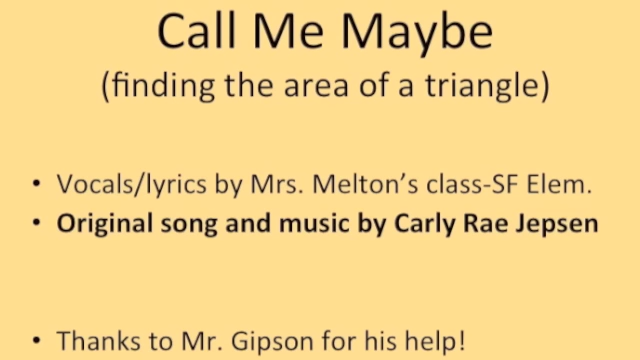 Call Me Maybe
(finding the area of a triangle)
• Vocals/lyrics by Mrs. Melton’s class-SF Elem.
• Original song and music by Carly Rae Jepsen
• Thanks to Mr. Gipson for his help!